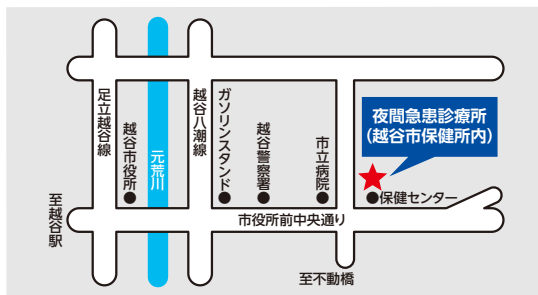 足立越谷線
越谷市役所
元荒川
越谷八潮線
ガソリンスタンド
越谷警察署
市立病院
夜間急患診療所
(越谷市保健所内)
保健センター
市役所前中央通り
至越谷駅
至不動橋